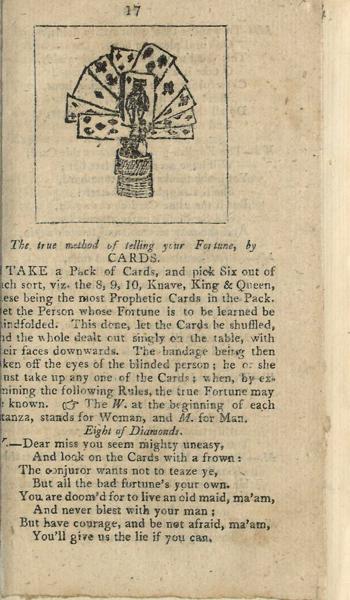 17
The true method of telling your Fortune, by
CARDS.
TAKE a Pack of Cards, and pick Six out of
ach sort, viz. the 8, 9, 10, Knave, King & Queen,
ese being the most Prophetic Cards in the Pack.
et the Person whose Fortune is to be learned be
lindfolded. This done, let the Cards be shuffled,
nd the whole dealt out singly on the table, with
eir faces downwards. The bandage being then
ken off the eyes of the blinded person; he or she
ust take up any one of the Cards; when, by ex-
mining the following Rules, the true Fortune may
e known. ☞ The W. at the beginning of each
tanza, stands for Woman, and M. for Man.
Eight of Diamonds.
—Dear miss you seem mighty uneasy,
And look on the Cards with a frown:
The conjuror wants not to teaze ye,
But all the bad fortune's your own.
You are doom'd for to live an old maid, ma'am,
And never blest with your man;
But have courage, and be not afraid, ma'am,
You'll give us the lie if you can.